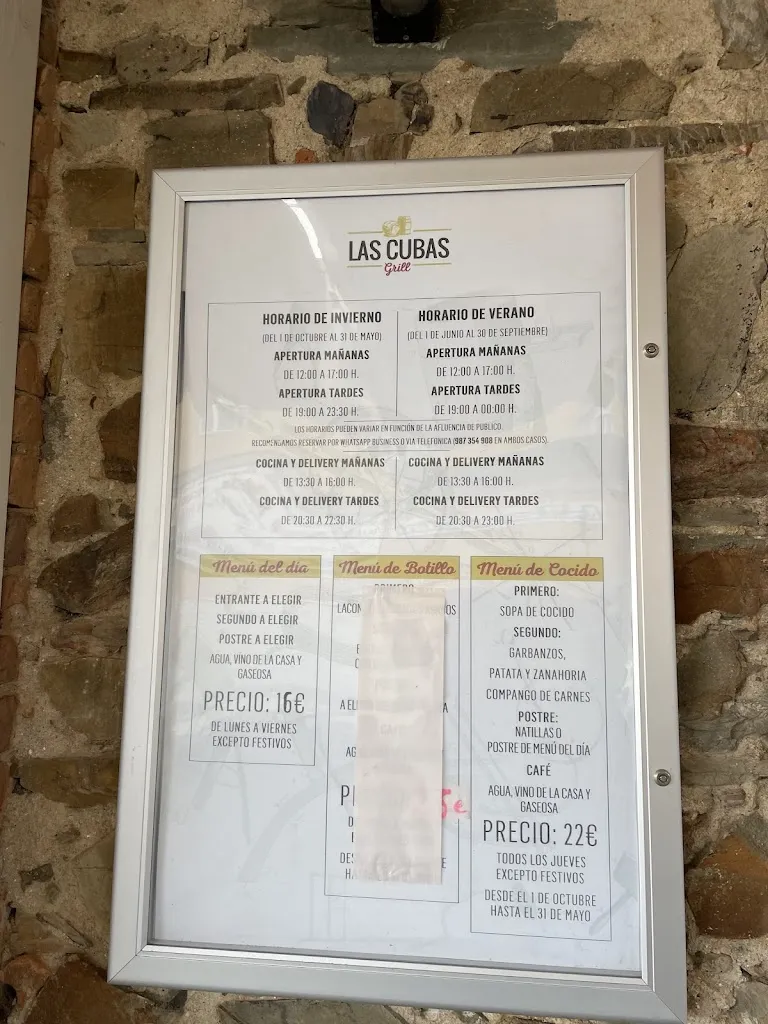 LAS CUBAS
Grill
HORARIO DE INVIERNO
(DEL 1 DE OCTUBRE AL 31 DE MAYO)
APERTURA MAÑANAS
DE 12:00 A 17:00 H.
APERTURA TARDES
DE 19:00 A 23:30 H.
HORARIO DE VERANO
(DEL 1 DE JUNIO AL 30 DE SEPTIEMBRE)
APERTURA MAÑANAS
DE 12:00 A 17:00 H.
APERTURA TARDES
DE 19:00 A 00:00 H.
LOS HORARIOS PUEDEN VARIAR EN FUNCIÓN DE LA AFLUENCIA DE PUBLICO.
RECOMENDAMOS RESERVAR POR WHATSAPP BUSINESS O VIA TELEFÓNICA (987 354 908 EN AMBOS CASOS).
COCINA Y DELIVERY MAÑANAS
DE 13:30 A 16:00 H.
COCINA Y DELIVERY TARDES
DE 20:30 A 22:30 H.
COCINA Y DELIVERY MAÑANAS
DE 13:30 A 16:00 H.
COCINA Y DELIVERY TARDES
DE 20:30 A 23:00 H.
Menú del día
ENTRANTE A ELEGIR
SEGUNDO A ELEGIR
POSTRE A ELEGIR
AGUA, VINO DE LA CASA Y
GASEOSA
PRECIO: 16€
DE LUNES A VIERNES
EXCEPTO FESTIVOS
Menú de Botillo
PRIMERO
Menú de Cocido
PRIMERO:
SOPA DE COCIDO
SEGUNDO:
GARBANZOS,
PATATA Y ZANAHORIA
COMPANGO DE CARNES
POSTRE:
NATILLAS O
POSTRE DE MENÚ DEL DÍA
CAFÉ
AGUA, VINO DE LA CASA Y
GASEOSA
PRECIO: 22€
TODOS LOS JUEVES
EXCEPTO FESTIVOS
DESDE EL 1 DE OCTUBRE
HASTA EL 31 DE MAYO